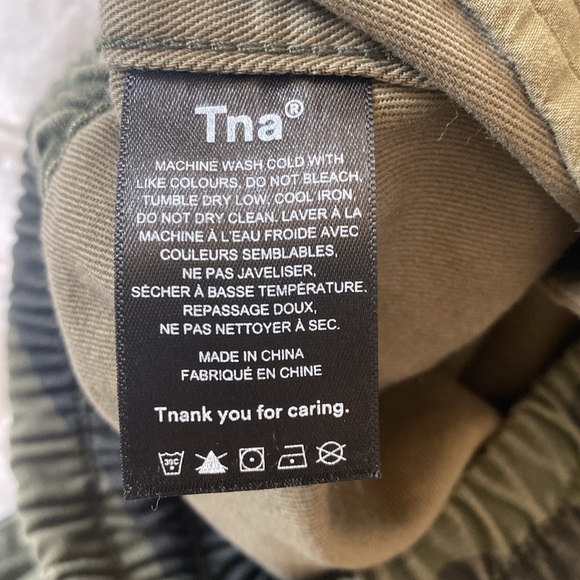 Tna®
MACHINE WASH COLD WITH
LIKE COLOURS, DO NOT BLEACH.
TUMBLE DRY LOW. COOL IRON
DO NOT DRY CLEAN. LAVER À LA
MACHINE À L'EAU FROIDE AVEC
COULEURS SEMBLABLES,
NE PAS JAVELISER,
SÉCHER À BASSE TEMPÉRATURE.
REPASSAGE DOUX,
NE PAS NETTOYER À SEC.
MADE IN CHINA
FABRIQUÉ EN CHINE
Tnank you for caring.
30C